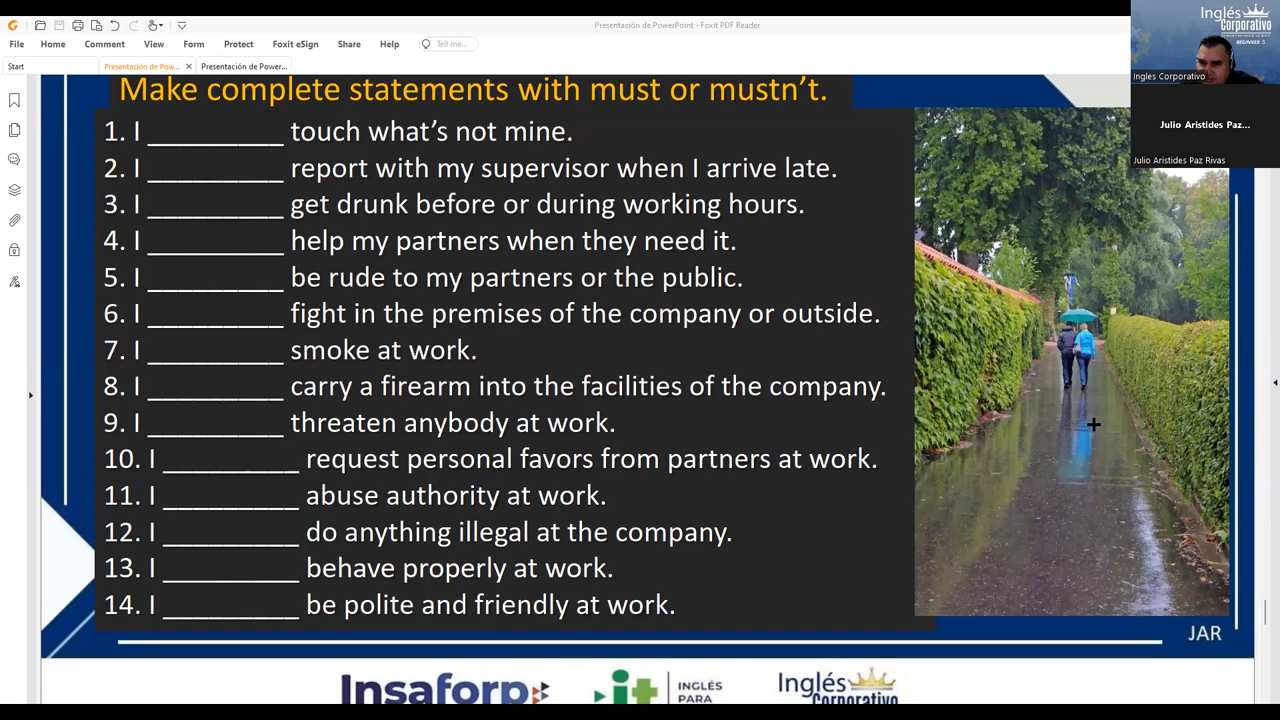 Presentación de PowerPoint - Foxit PDF Reader
File Home Comment View Form Protect Foxit eSign Share Help Tell me...
Start Presentación de Pow... × Presentación de Power...
Inglés
Corporativo
BEGINNER 5
Ingles Corporativo
Julio Aristides Paz...
Julio Aristides Paz Rivas
Make complete statements with must or mustn't.
1. I __________ touch what's not mine.
2. I __________ report with my supervisor when I arrive late.
3. I __________ get drunk before or during working hours.
4. I __________ help my partners when they need it.
5. I __________ be rude to my partners or the public.
6. I __________ fight in the premises of the company or outside.
7. I __________ smoke at work.
8. I __________ carry a firearm into the facilities of the company.
9. I __________ threaten anybody at work.
10. I __________ request personal favors from partners at work.
11. I __________ abuse authority at work.
12. I __________ do anything illegal at the company.
13. I __________ behave properly at work.
14. I __________ be polite and friendly at work.
JAR
Insaforp
it
INGLÉS
PARA
Inglés
Corporativo